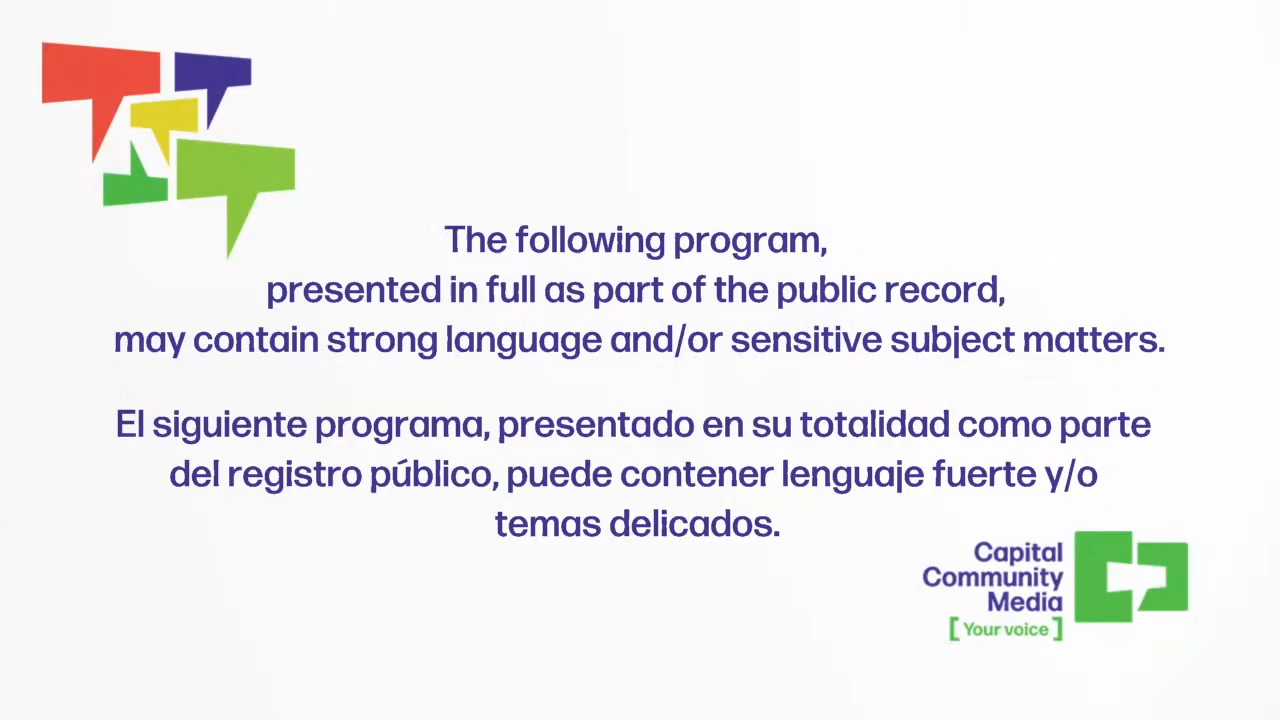 The following program,
presented in full as part of the public record,
may contain strong language and/or sensitive subject matters.
El siguiente programa, presentado en su totalidad como parte
del registro público, puede contener lenguaje fuerte y/o
temas delicados.
Capital
Community
Media
[ Your voice ]